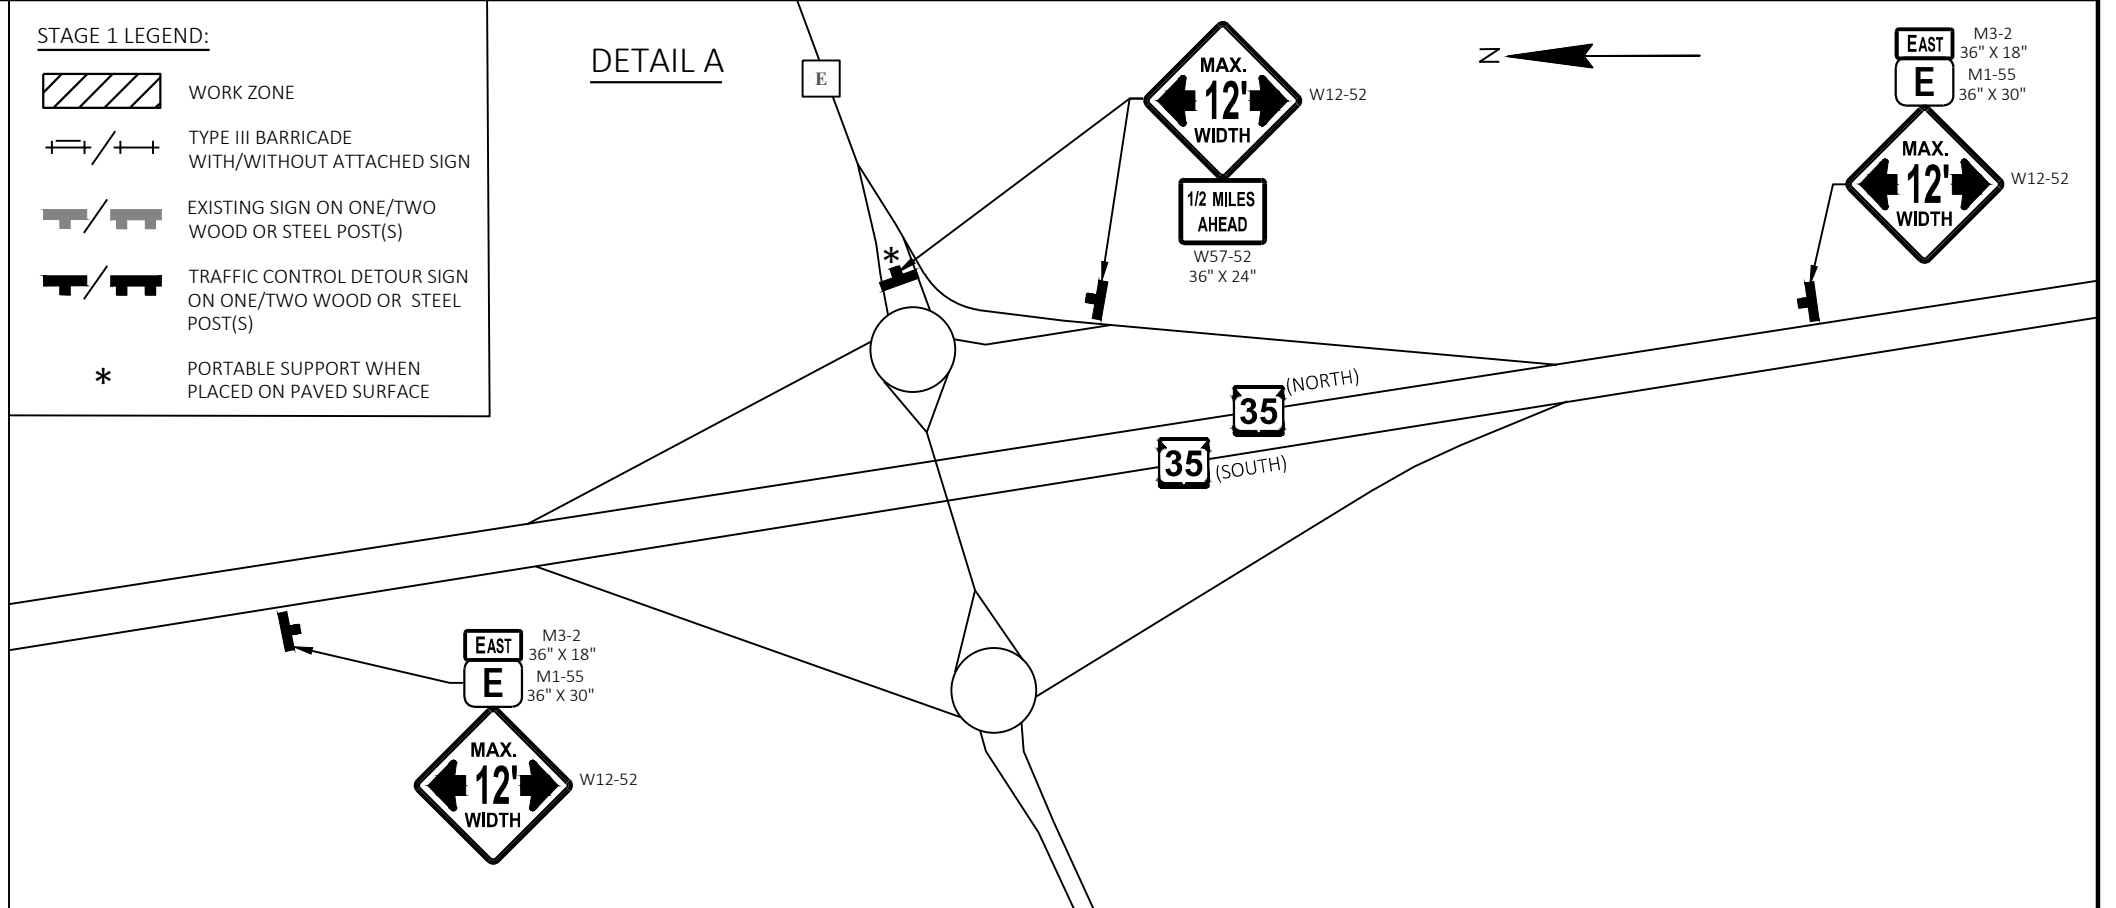 STAGE 1 LEGEND:
WORK ZONE
TYPE III BARRICADE
WITH/WITHOUT ATTACHED SIGN
EXISTING SIGN ON ONE/TWO
WOOD OR STEEL POST(S)
TRAFFIC CONTROL DETOUR SIGN
ON ONE/TWO WOOD OR STEEL
POST(S)
* PORTABLE SUPPORT WHEN
PLACED ON PAVED SURFACE
DETAIL A
E
*
MAX.
12'
WIDTH
W12-52
1/2 MILES
AHEAD
W57-52
36" X 24"
N
EAST
M3-2
36" X 18"
E
M1-55
36" X 30"
MAX.
12'
WIDTH
W12-52
35
(NORTH)
35
(SOUTH)
EAST
M3-2
36" X 18"
E
M1-55
36" X 30"
MAX.
12'
WIDTH
W12-52